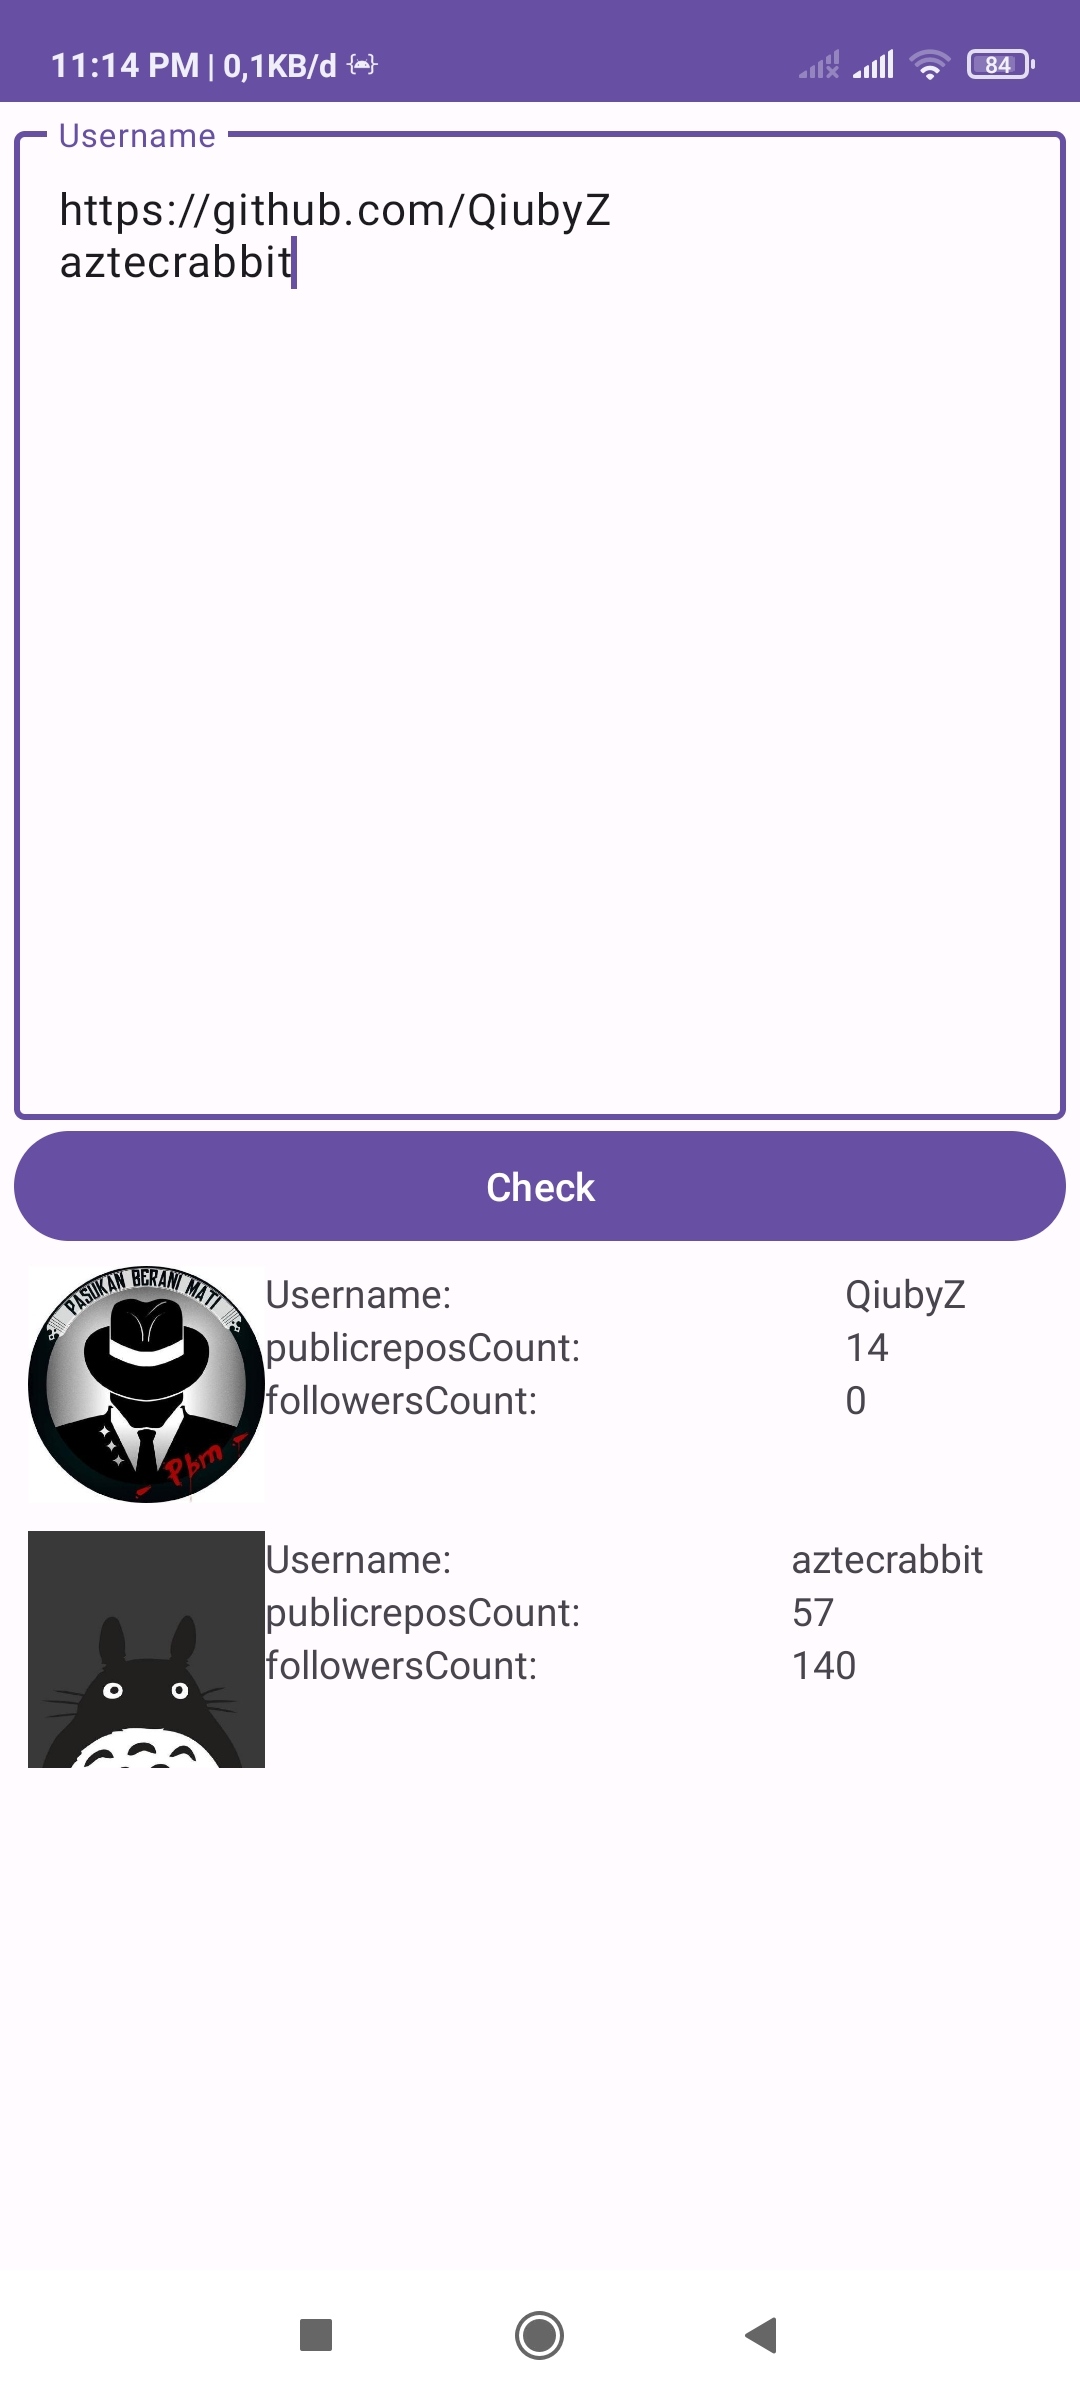 11:14 PM | 0,1KB/d
84
Username
https://github.com/QiubyZ
aztecrabbit
Check
PASUKAN BERANI MATI
Pbm
Username: QiubyZ
publicreposCount: 14
followersCount: 0
Username: aztecrabbit
publicreposCount: 57
followersCount: 140